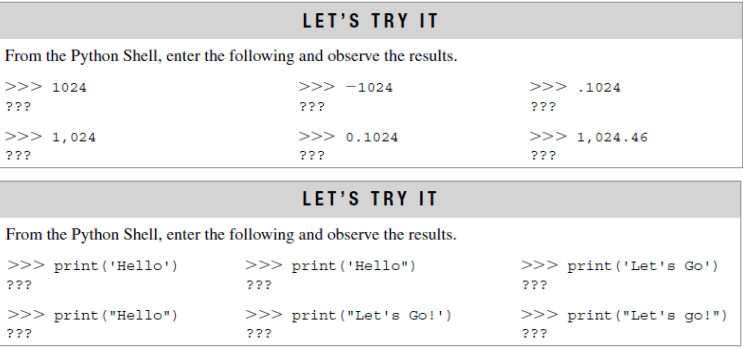 LET'S TRY IT
From the Python Shell, enter the following and observe the results.
>>> 1024 >>> −1024 >>> .1024
??? ??? ???
>>> 1,024 >>> 0.1024 >>> 1,024.46
??? ??? ???
LET'S TRY IT
From the Python Shell, enter the following and observe the results.
>>> print('Hello') >>> print('Hello") >>> print('Let's Go')
??? ??? ???
>>> print("Hello") >>> print("Let's Go!') >>> print("Let's go!")
??? ??? ???